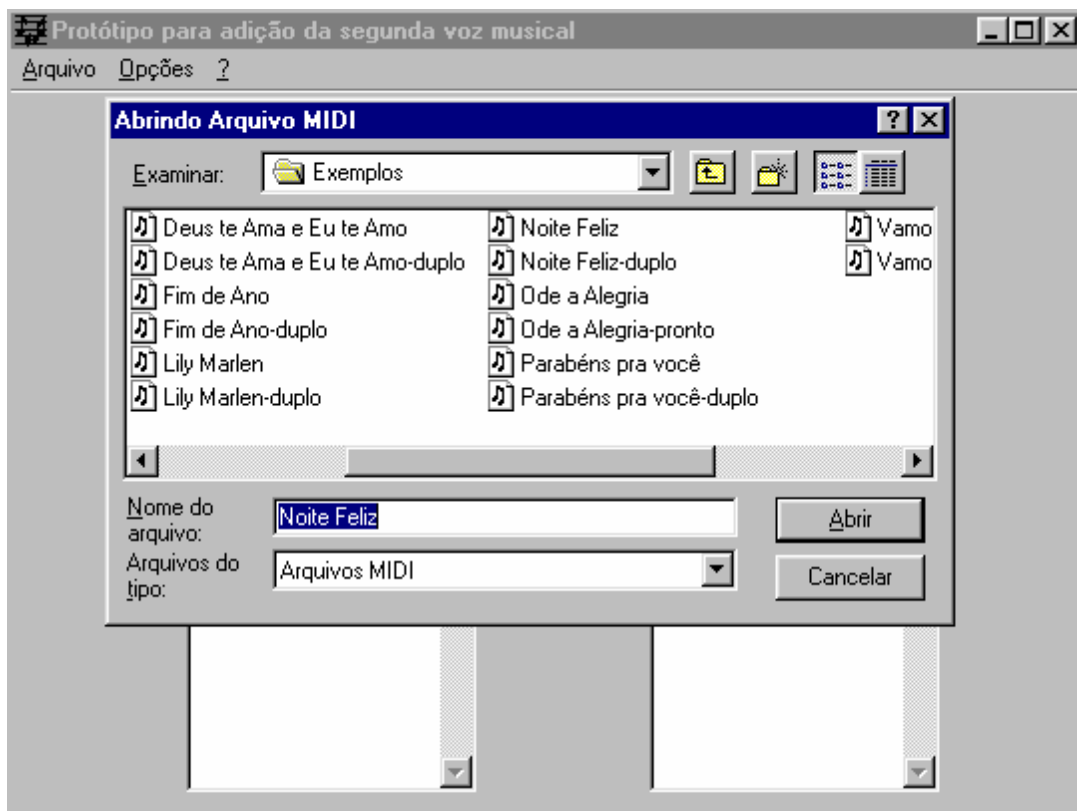 Protótipo para adição da segunda voz musical
Arquivo Opções ?
Abrindo Arquivo MIDI
Examinar: Exemplos
Deus te Ama e Eu te Amo
Deus te Ama e Eu te Amo-duplo
Fim de Ano
Fim de Ano-duplo
Lily Marlen
Lily Marlen-duplo
Noite Feliz
Noite Feliz-duplo
Ode a Alegria
Ode a Alegria-pronto
Parabéns pra você
Parabéns pra você-duplo
Vamo
Vamo
Nome do
arquivo:
Noite Feliz
Abrir
Arquivos do
tipo:
Arquivos MIDI
Cancelar